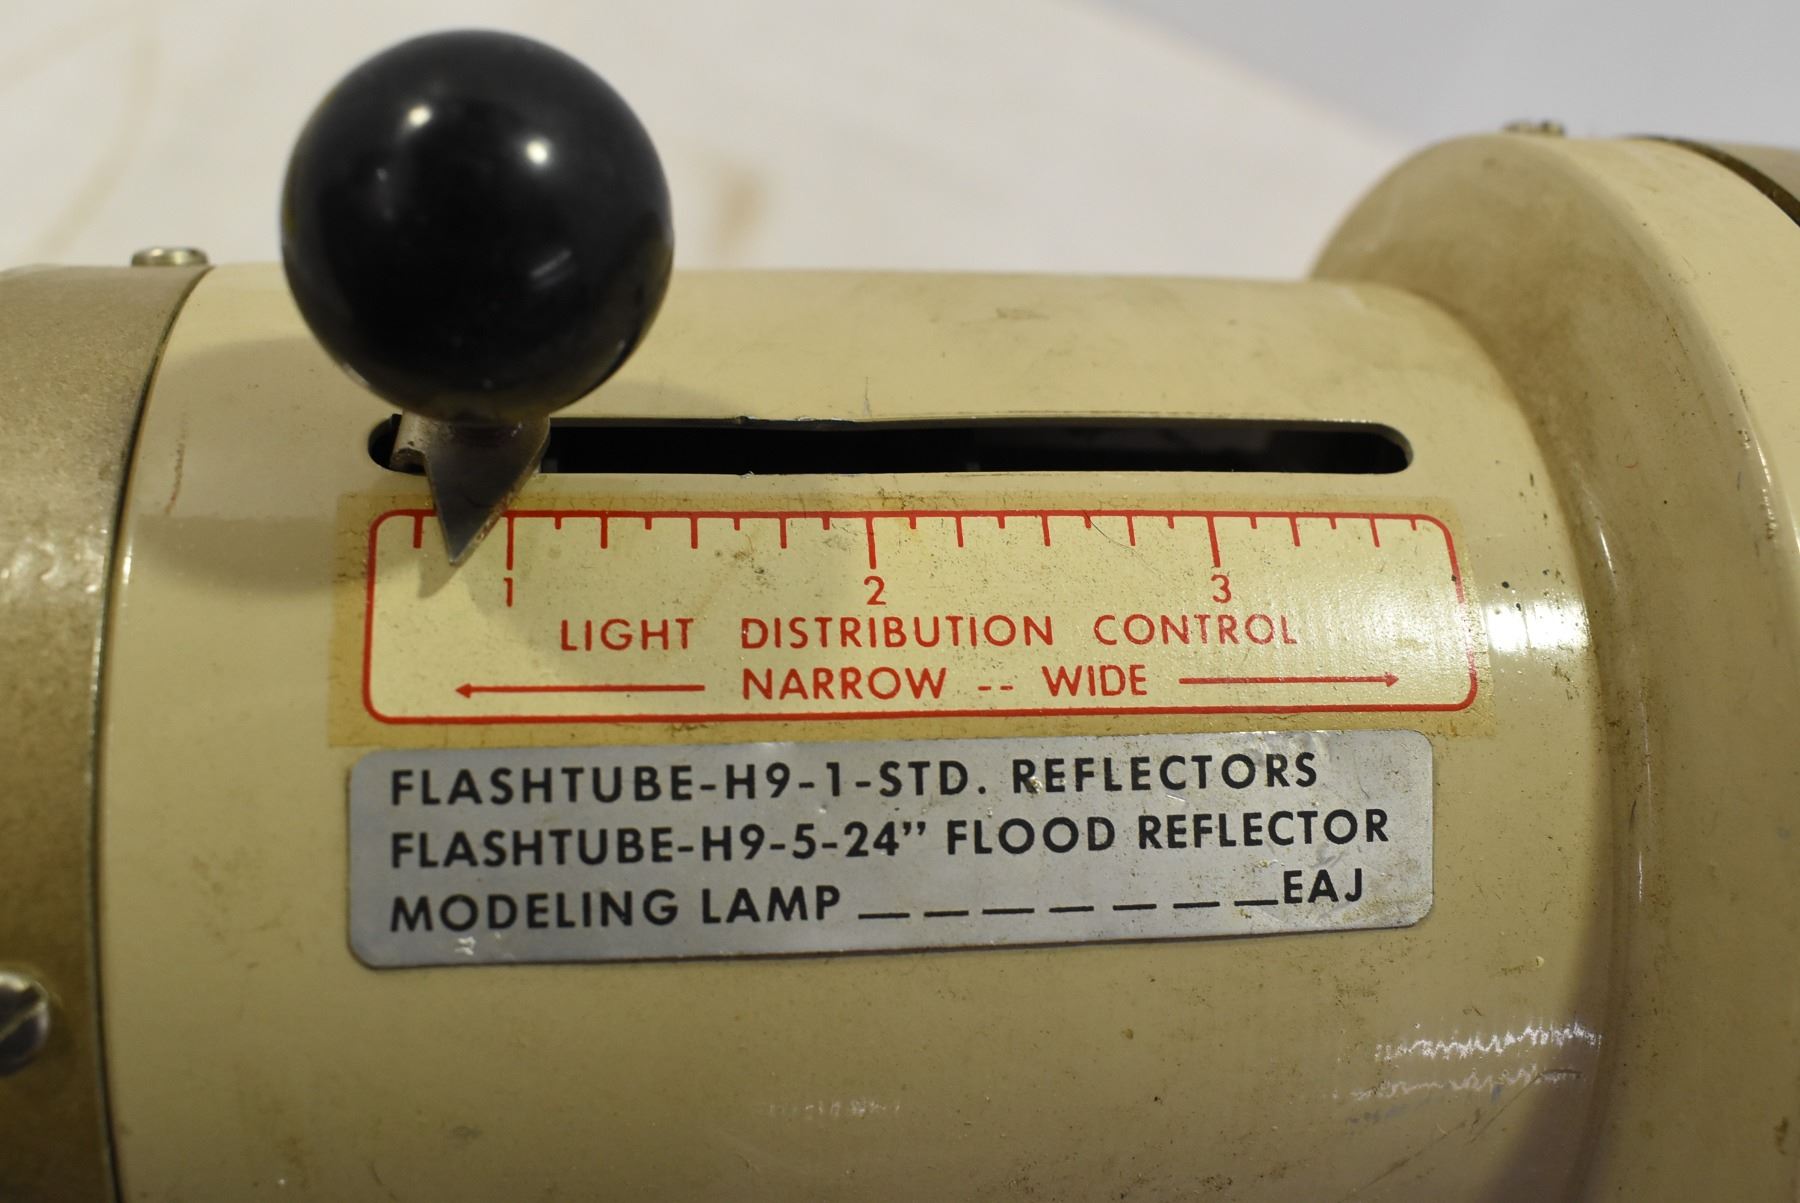 1 2 3
LIGHT DISTRIBUTION CONTROL
NARROW -- WIDE
FLASHTUBE-H9-1-STD. REFLECTORS
FLASHTUBE-H9-5-24” FLOOD REFLECTOR
MODELING LAMP _ _ _ _ _ _ _EAJ